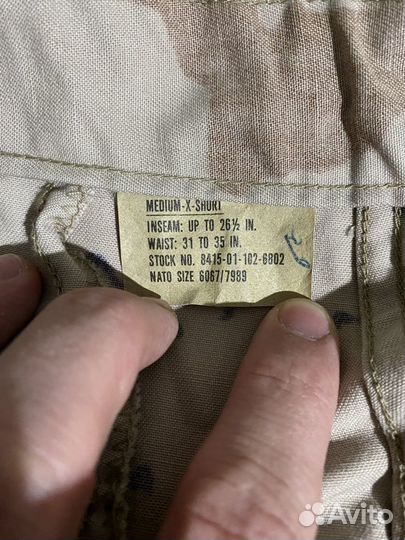 MEDIUM-X-SHORT
INSEAM: UP TO 26½ IN.
WAIST: 31 TO 35 IN.
STOCK NO. 8415-01-102-6802
NATO SIZE 6067/7989
Avito